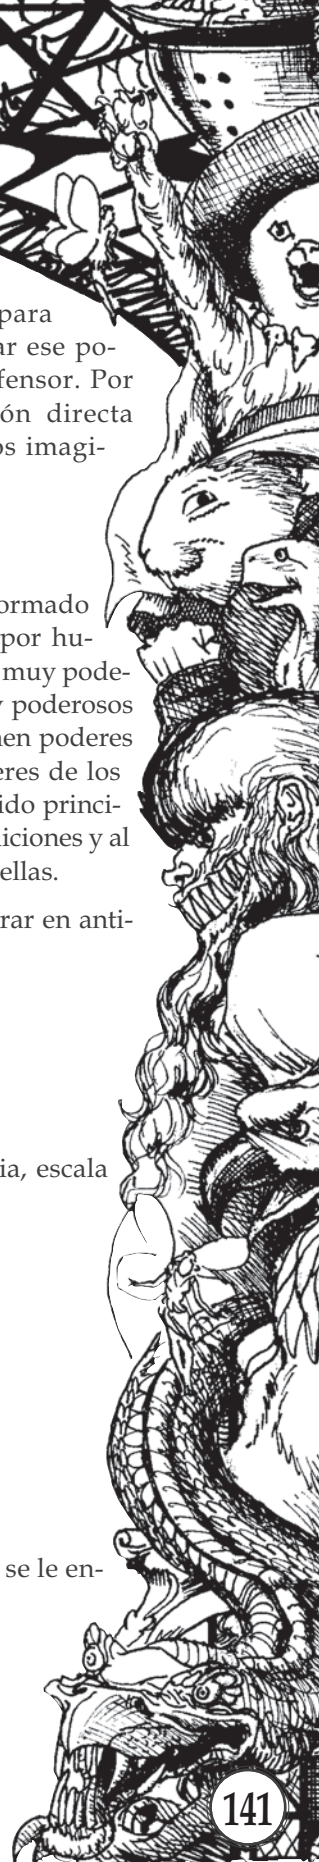 para
ar ese po-
fensor. Por
ón directa
os imagi-
ormado
por hu-
muy pode-
y poderosos
nen poderes
eres de los
ido princi-
iciones y al
ellas.
rar en anti-
ia, escala
se le en-
141